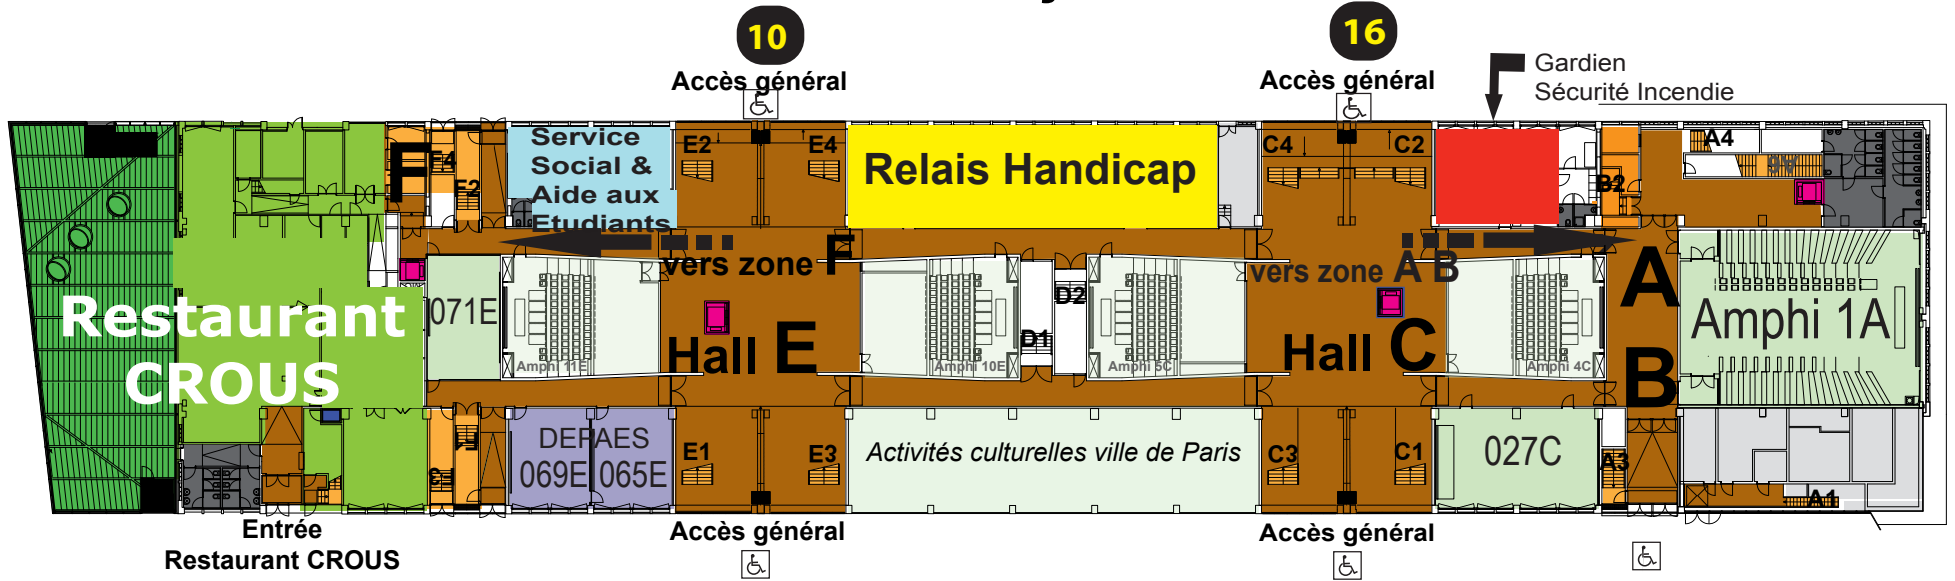 10
16
Accès général
Accès général
Gardien
Sécurité Incendie
Service
Social &
Aide aux
Etudiants
E2
E4
Relais Handicap
C4
C2
A4
A6
B2
F
E4
F2
vers zone F
vers zone A B
A
B
Restaurant
CROUS
071E
Amphi 11E
Hall E
Amphi 10E
D1
D2
Amphi 5C
Hall C
Amphi 4C
Amphi 1A
DEPAES
069E
065E
E1
E3
Activités culturelles ville de Paris
C3
C1
027C
A3
A1
Entrée
Restaurant CROUS
Accès général
Accès général